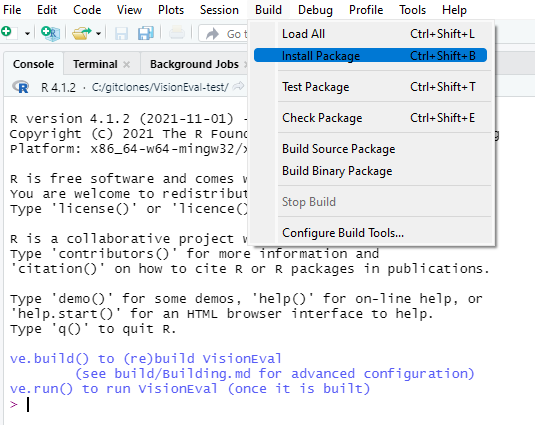 View Plots Session Build Debug Profile Tools Help
Go t
Console Terminal Background Jobs
R 4.1.2 · C:/gitclones/VisionEval-test/
Load All Ctrl+Shift+L
Install Package Ctrl+Shift+B
Test Package Ctrl+Shift+T
Check Package Ctrl+Shift+E
Build Source Package
Build Binary Package
Stop Build
Configure Build Tools...
R version 4.1.2 (2021-11-01) -
Copyright (C) 2021 The R Foun
Platform: x86_64-w64-mingw32/x
R is free software and comes w
You are welcome to redistribut
Type 'license()' or 'licence()
R is a collaborative project w
Type 'contributors()' for more information and
'citation()' on how to cite R or R packages in publications.
Type 'demo()' for some demos, 'help()' for on-line help, or
'help.start()' for an HTML browser interface to help.
Type 'q()' to quit R.
ve.build() to (re)build VisionEval
(see build/Building.md for advanced configuration)
ve.run() to run VisionEval (once it is built)
>